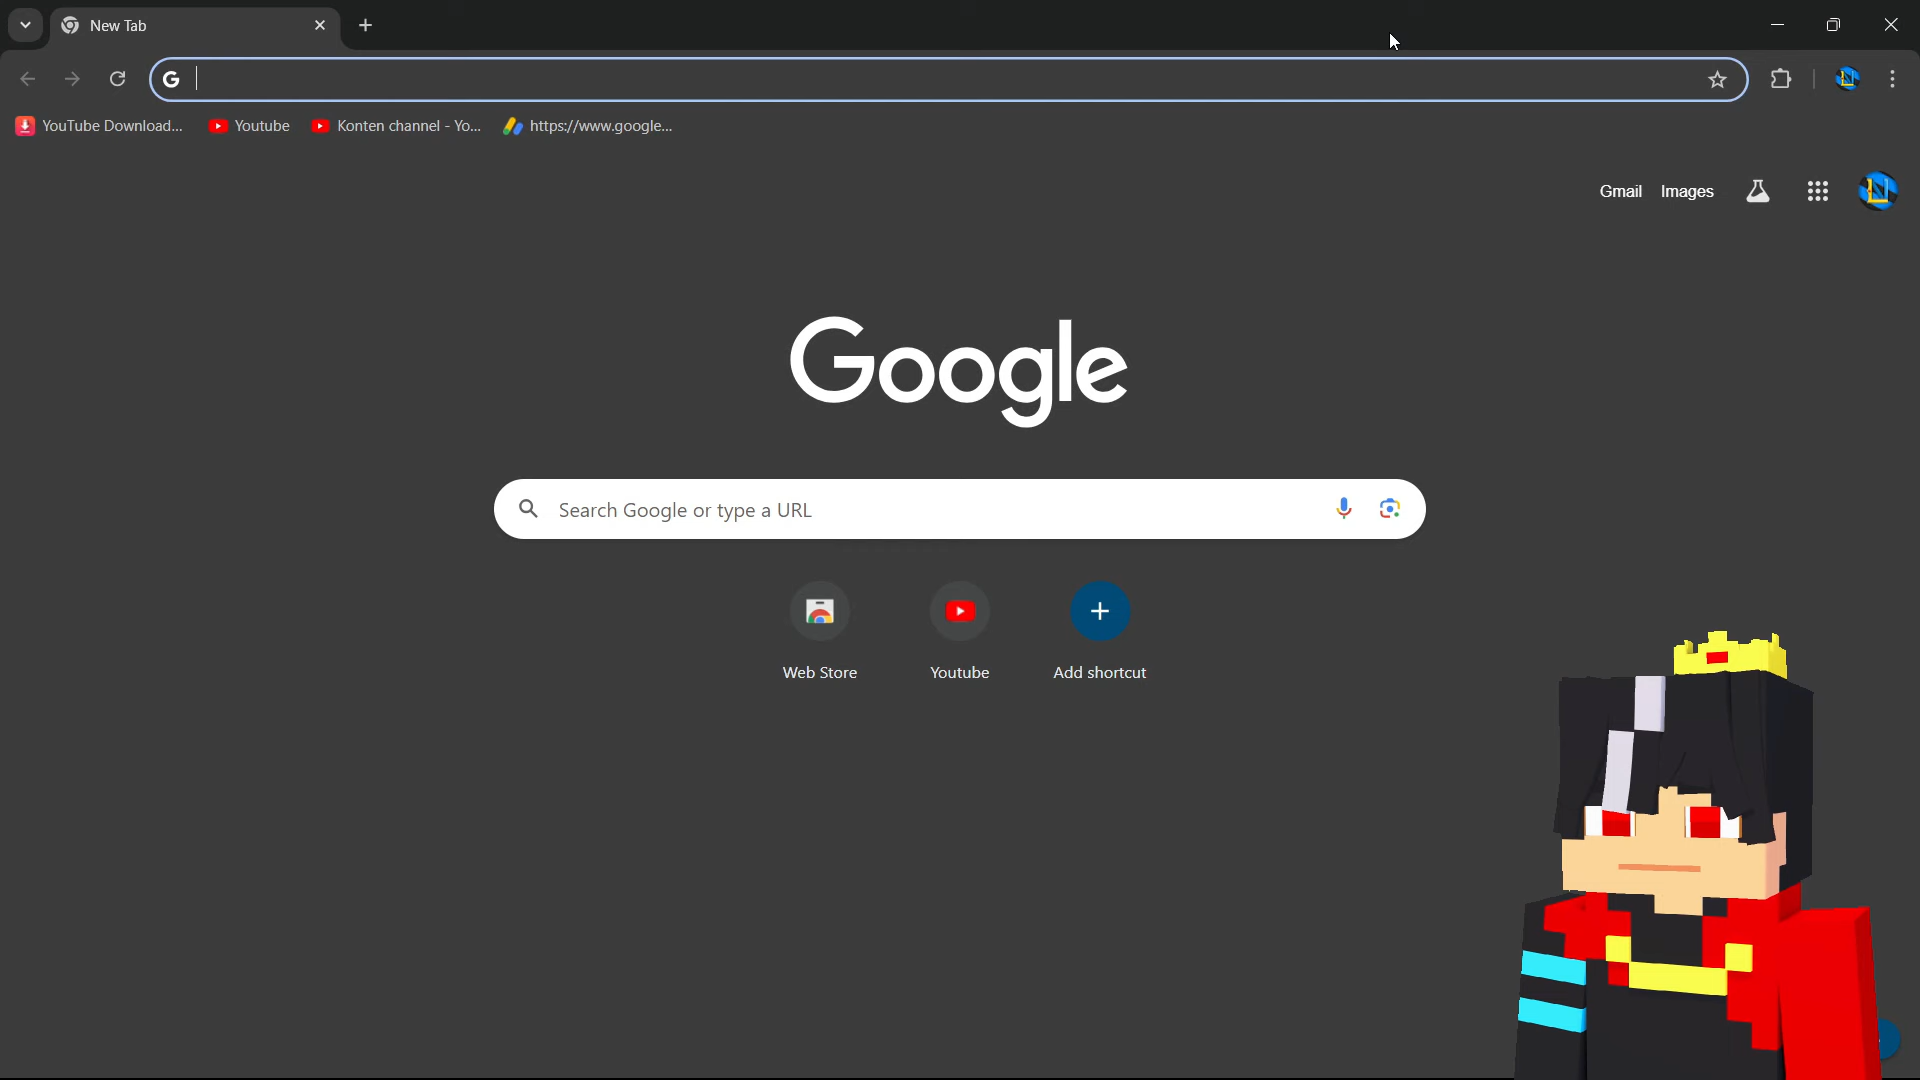 New Tab
YouTube Download...
Youtube
Konten channel - Yo...
https://www.google...
Gmail
Images
Google
Search Google or type a URL
Web Store
Youtube
Add shortcut